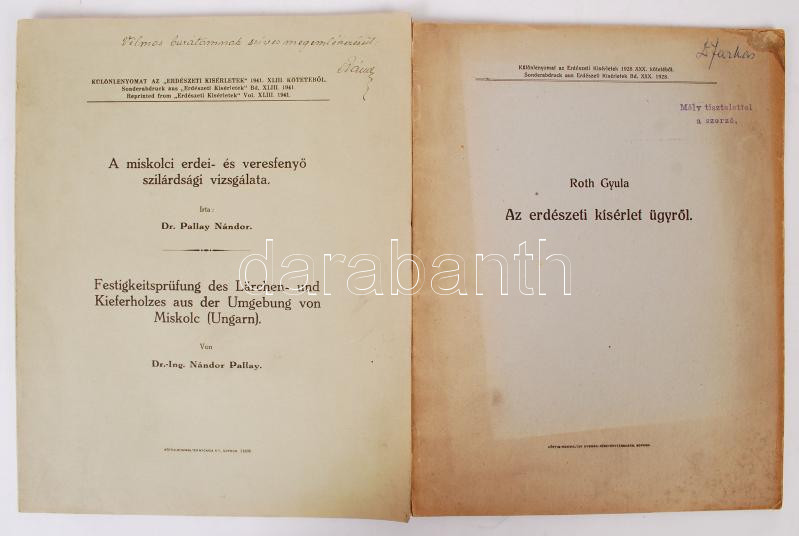 Vilmos barátomnak szíves megemlékezésül
Nándi
KÜLÖNLENYOMAT AZ „ERDÉSZETI KISÉRLETEK" 1941. XLIII. KÖTETÉBŐL.
Sonderabdruck aus „Erdészeti Kisérletek" Bd. XLIII. 1941.
Reprinted from „Erdészeti Kisérletek" Vol. XLIII. 1941.
A miskolci erdei- és veresfenyő
szilárdsági vizsgálata.
Irta:
Dr. Pallay Nándor.
Festigkeitsprüfung des Lärchen- und
Kieferholzes aus der Umgebung von
Miskolc (Ungarn).
Von
Dr.-Ing. Nándor Pallay.
Farkas
Különlenyomat az Erdészeti Kisérletek 1928 XXX. kötetéből.
Sonderabdruck aus Erdészeti Kisérletek Bd. XXX. 1928.
Mély tisztelettel
a szerző.
Roth Gyula
Az erdészeti kísérlet ügyről.
darabanth